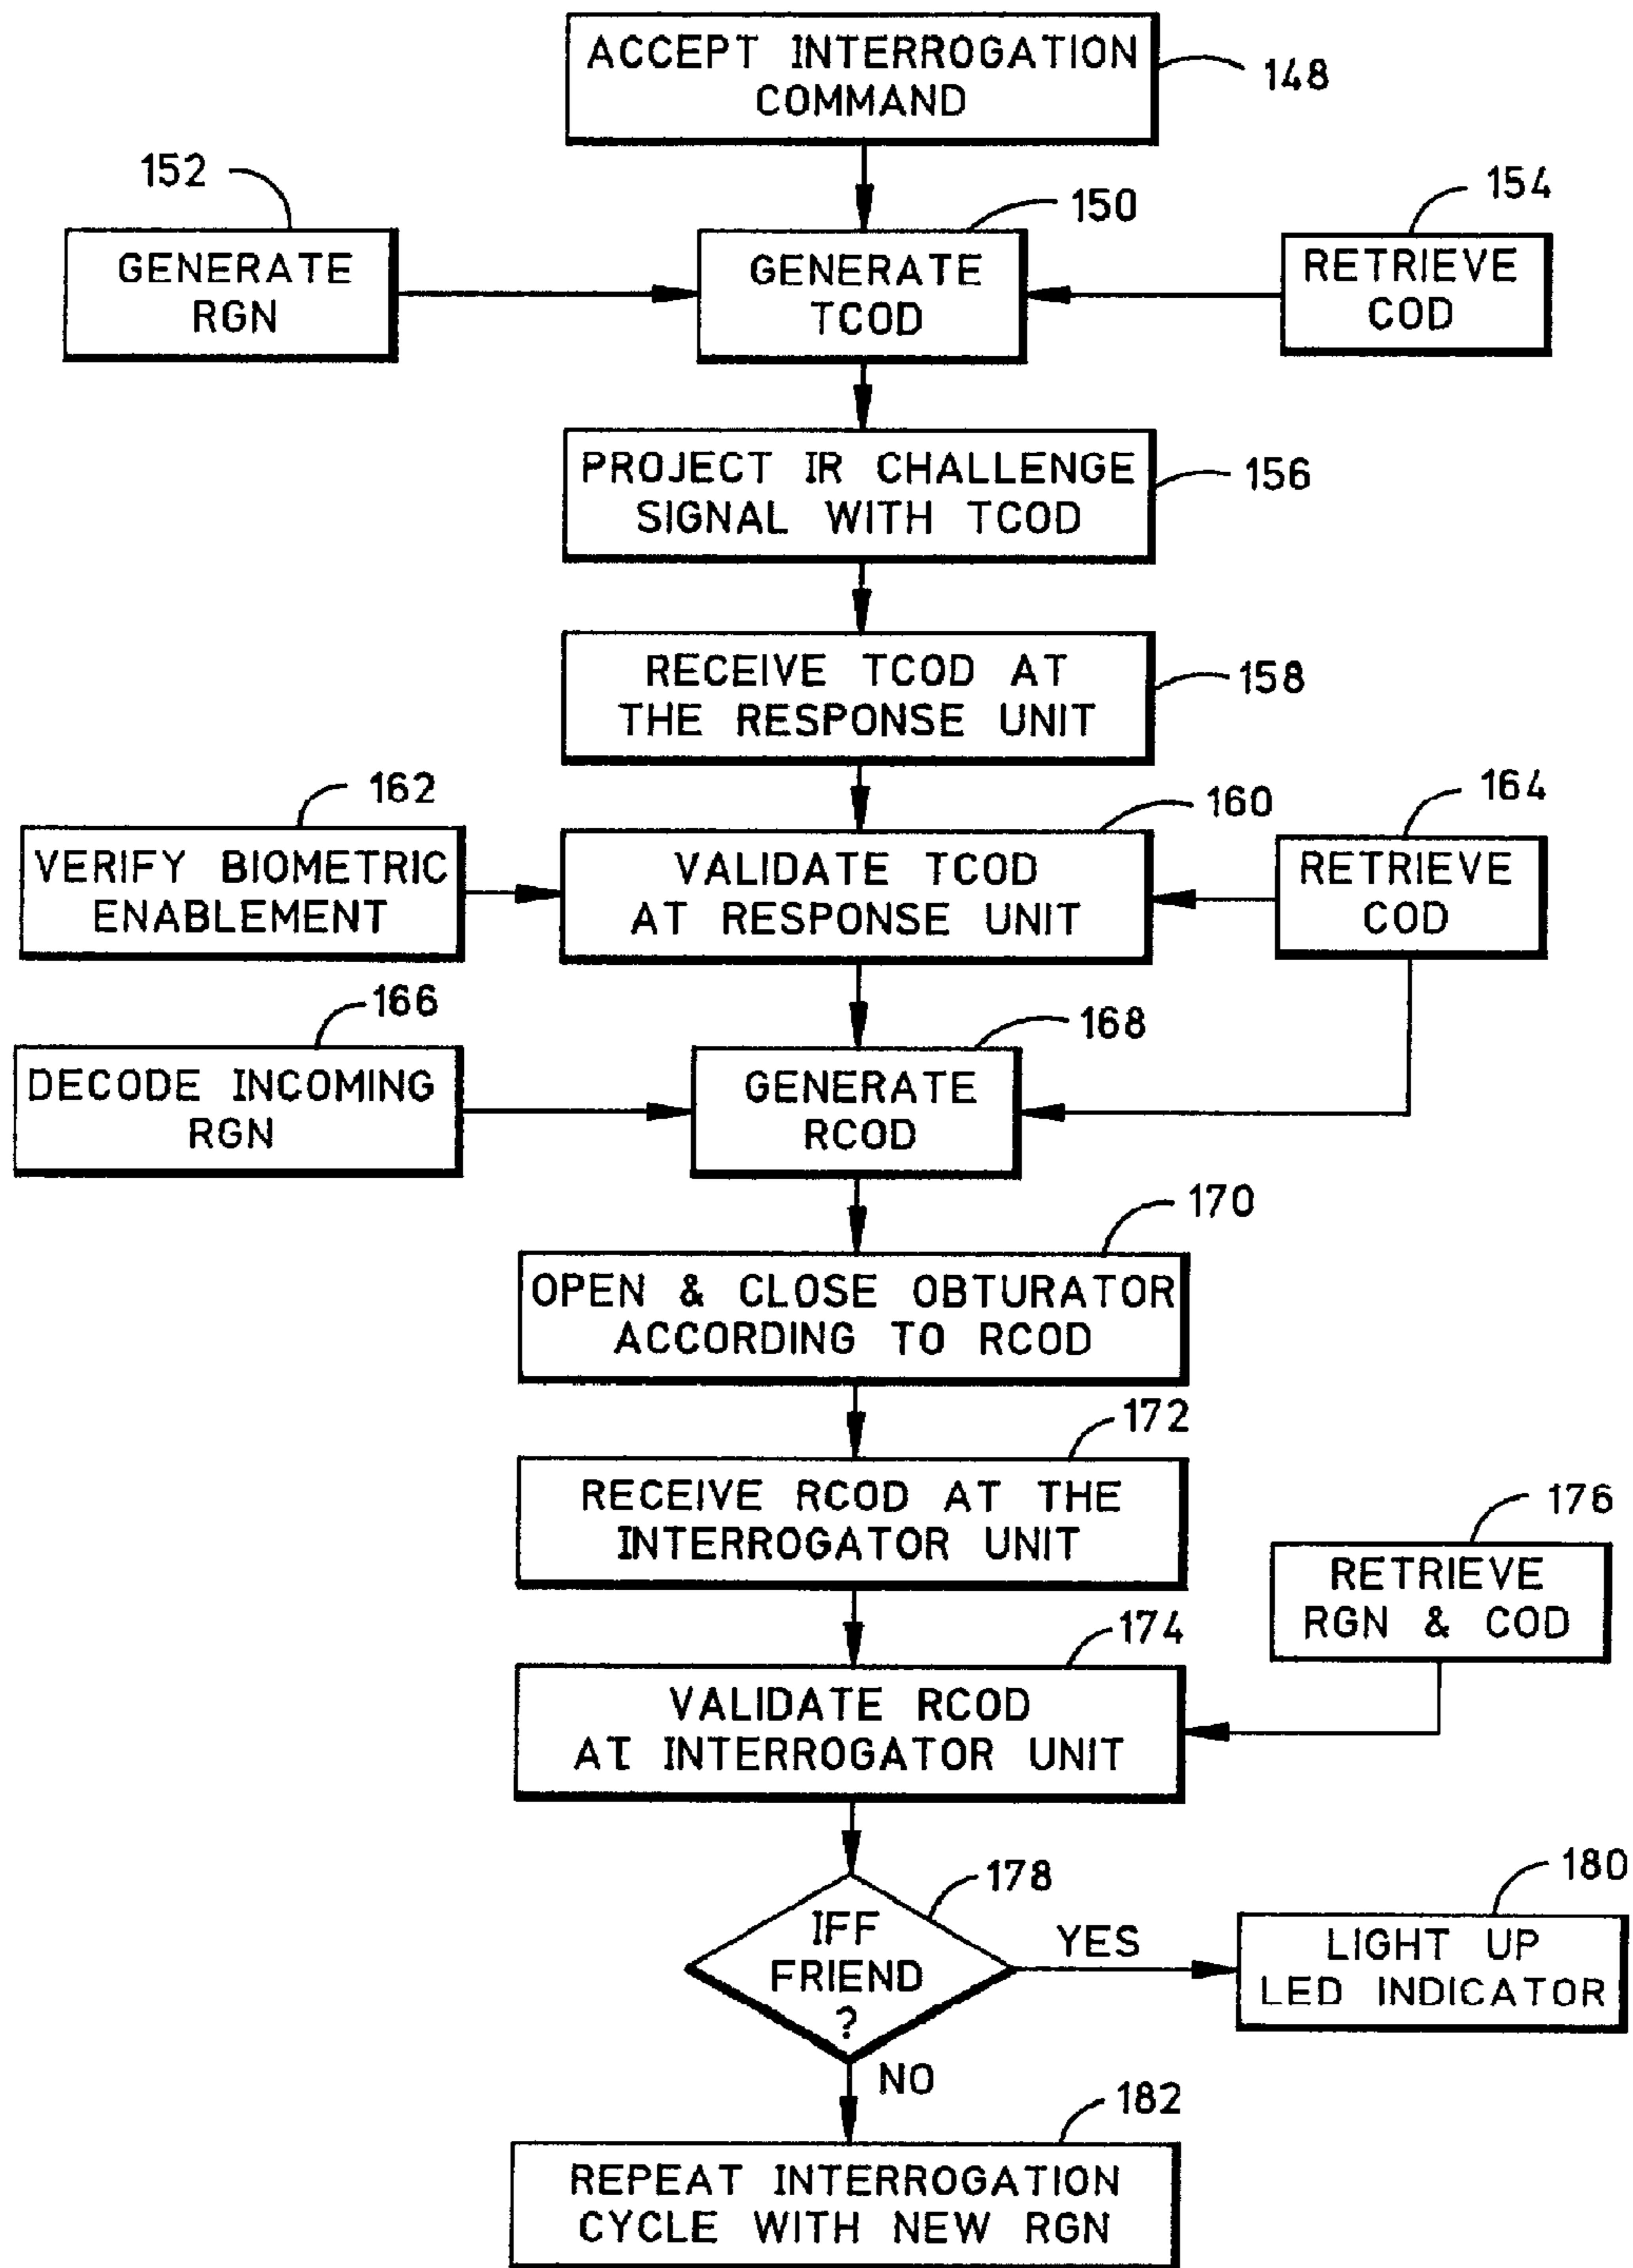 ACCEPT INTERROGATION
COMMAND
148
152
150
154
GENERATE
RGN
GENERATE
TCOD
RETRIEVE
COD
PROJECT IR CHALLENGE
SIGNAL WITH TCOD
156
RECEIVE TCOD AT
THE RESPONSE UNIT
158
162
160
164
VERIFY BIOMETRIC
ENABLEMENT
VALIDATE TCOD
AT RESPONSE UNIT
RETRIEVE
COD
166
168
DECODE INCOMING
RGN
GENERATE
RCOD
170
OPEN & CLOSE OBTURATOR
ACCORDING TO RCOD
172
RECEIVE RCOD AT THE
INTERROGATOR UNIT
176
RETRIEVE
RGN & COD
174
VALIDATE RCOD
AT INTERROGATOR UNIT
178
IFF
FRIEND
?
YES
180
LIGHT UP
LED INDICATOR
NO
182
REPEAT INTERROGATION
CYCLE WITH NEW RGN